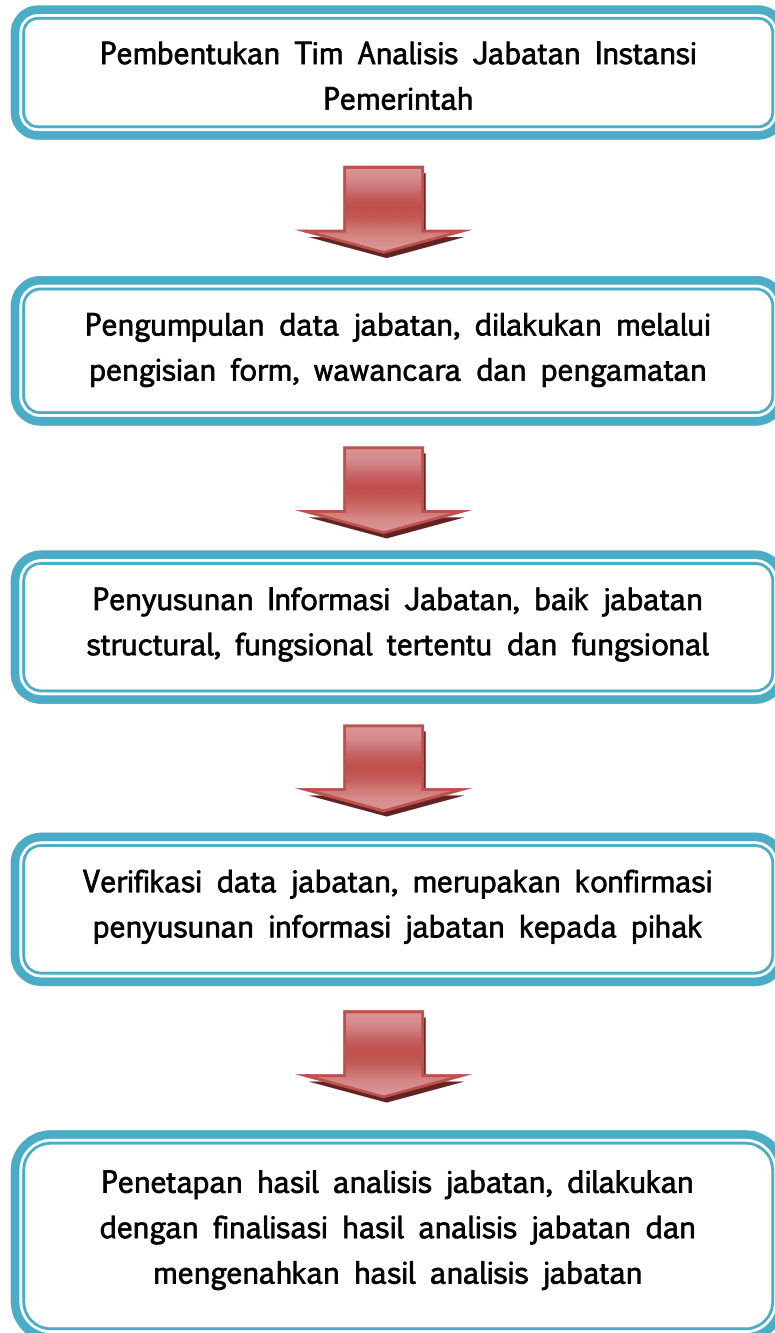 Pembentukan Tim Analisis Jabatan Instansi
Pemerintah
Pengumpulan data jabatan, dilakukan melalui
pengisian form, wawancara dan pengamatan
Penyusunan Informasi Jabatan, baik jabatan
structural, fungsional tertentu dan fungsional
Verifikasi data jabatan, merupakan konfirmasi
penyusunan informasi jabatan kepada pihak
Penetapan hasil analisis jabatan, dilakukan
dengan finalisasi hasil analisis jabatan dan
mengenahkan hasil analisis jabatan